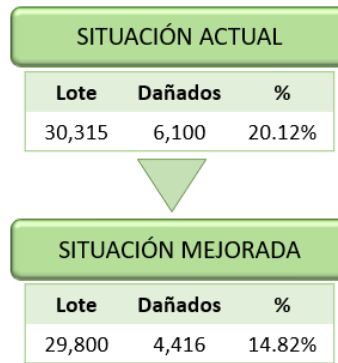 SITUACIÓN ACTUAL
Lote Dañados %
30,315 6,100 20.12%
SITUACIÓN MEJORADA
Lote Dañados %
29,800 4,416 14.82%